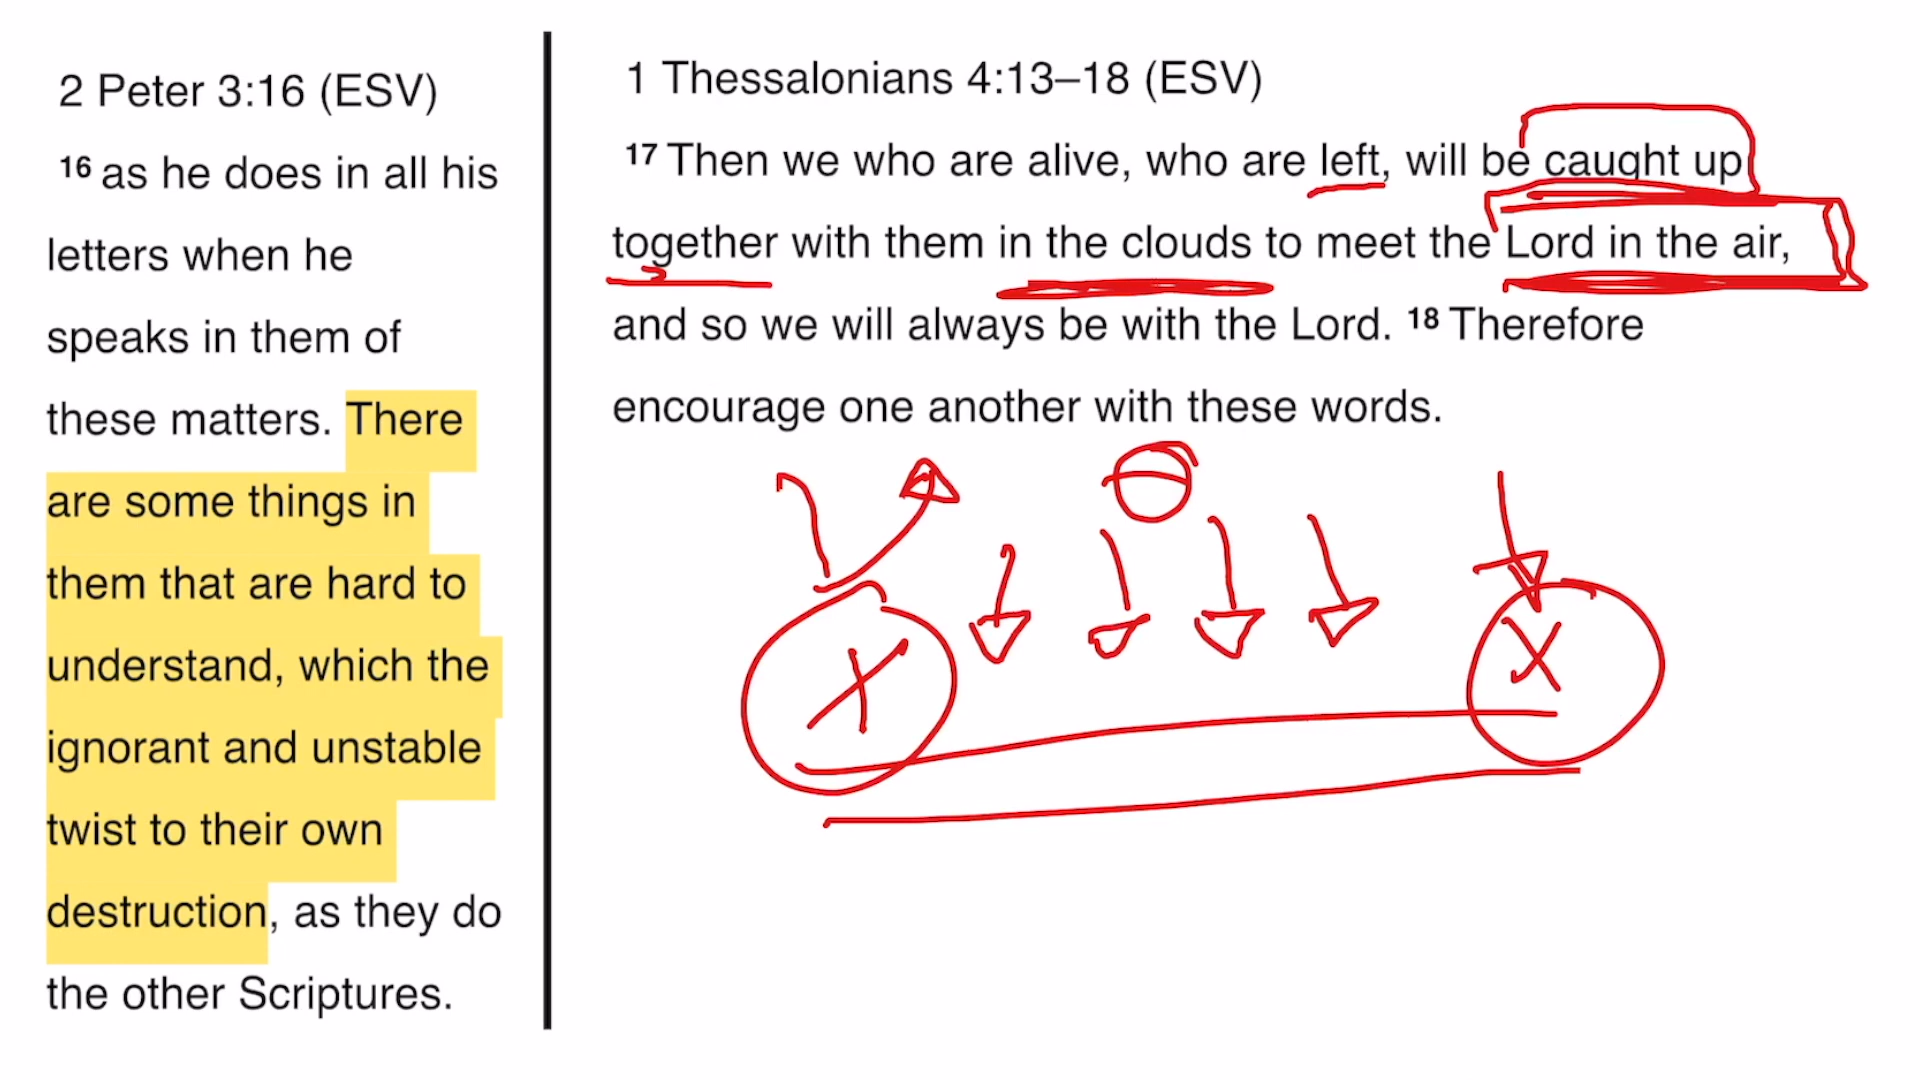 2 Peter 3:16 (ESV)
16 as he does in all his
letters when he
speaks in them of
these matters. There
are some things in
them that are hard to
understand, which the
ignorant and unstable
twist to their own
destruction, as they do
the other Scriptures.
1 Thessalonians 4:13–18 (ESV)
17 Then we who are alive, who are left, will be caught up
together with them in the clouds to meet the Lord in the air,
and so we will always be with the Lord. 18 Therefore
encourage one another with these words.
X X